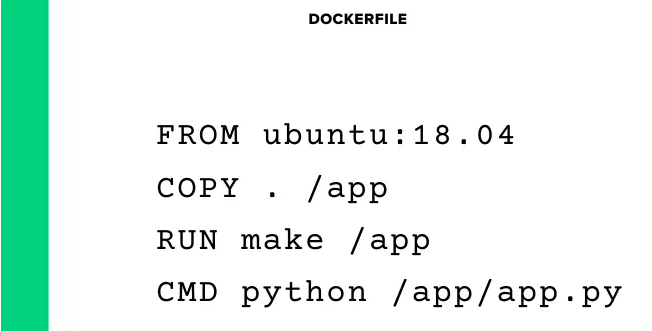 DOCKERFILE
FROM ubuntu:18.04
COPY . /app
RUN make /app
CMD python /app/app.py